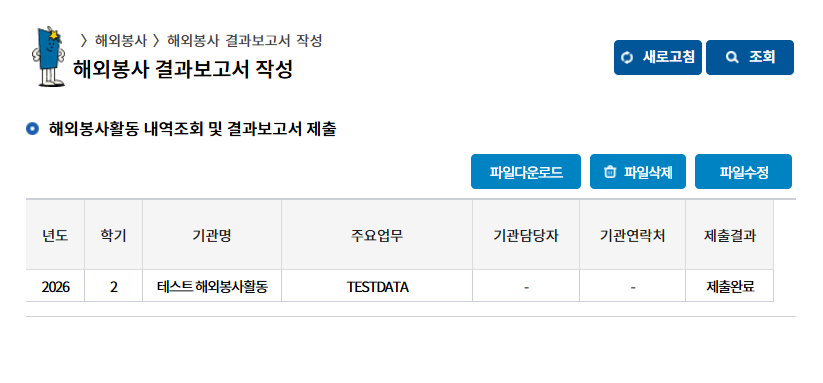 〉 해외봉사 〉 해외봉사 결과보고서 작성
해외봉사 결과보고서 작성
새로고침 조회
해외봉사활동 내역조회 및 결과보고서 제출
파일다운로드 파일삭제 파일수정
년도 학기 기관명 주요업무 기관담당자 기관연락처 제출결과
2026 2 테스트 해외봉사활동 TESTDATA - - 제출완료